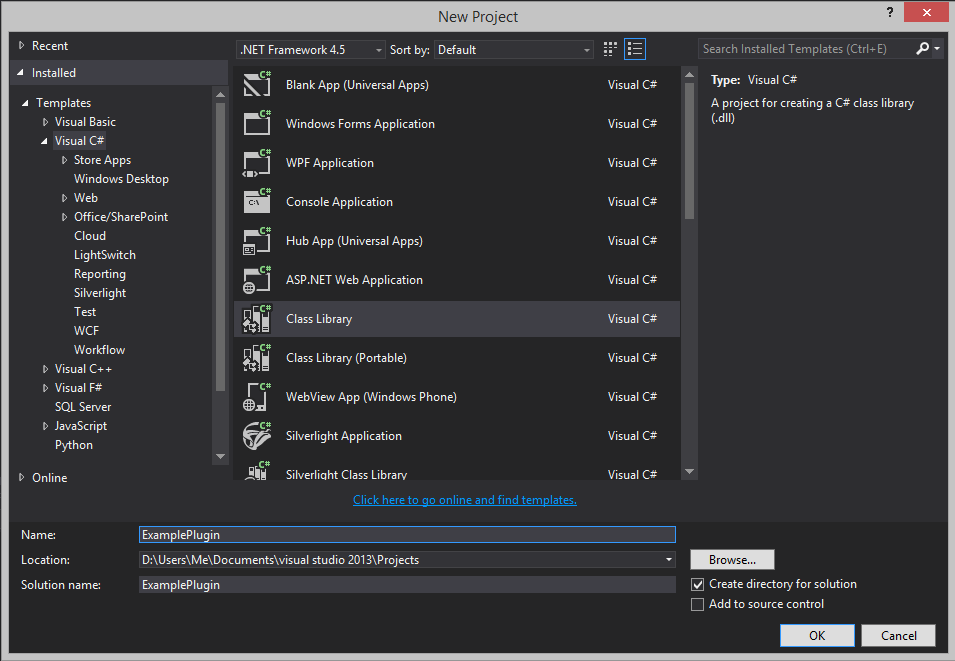 New Project
?
Recent
Installed
Templates
Visual Basic
Visual C#
Store Apps
Windows Desktop
Web
Office/SharePoint
Cloud
LightSwitch
Reporting
Silverlight
Test
WCF
Workflow
Visual C++
Visual F#
SQL Server
JavaScript
Python
Online
.NET Framework 4.5 Sort by: Default
Blank App (Universal Apps) Visual C#
Windows Forms Application Visual C#
WPF Application Visual C#
Console Application Visual C#
Hub App (Universal Apps) Visual C#
ASP.NET Web Application Visual C#
Class Library Visual C#
Class Library (Portable) Visual C#
WebView App (Windows Phone) Visual C#
Silverlight Application Visual C#
Silverlight Class Library Visual C#
Click here to go online and find templates.
Search Installed Templates (Ctrl+E)
Type: Visual C#
A project for creating a C# class library
(.dll)
Name: ExamplePlugin
Location: D:\Users\Me\Documents\visual studio 2013\Projects Browse...
Solution name: ExamplePlugin
Create directory for solution
Add to source control
OK Cancel